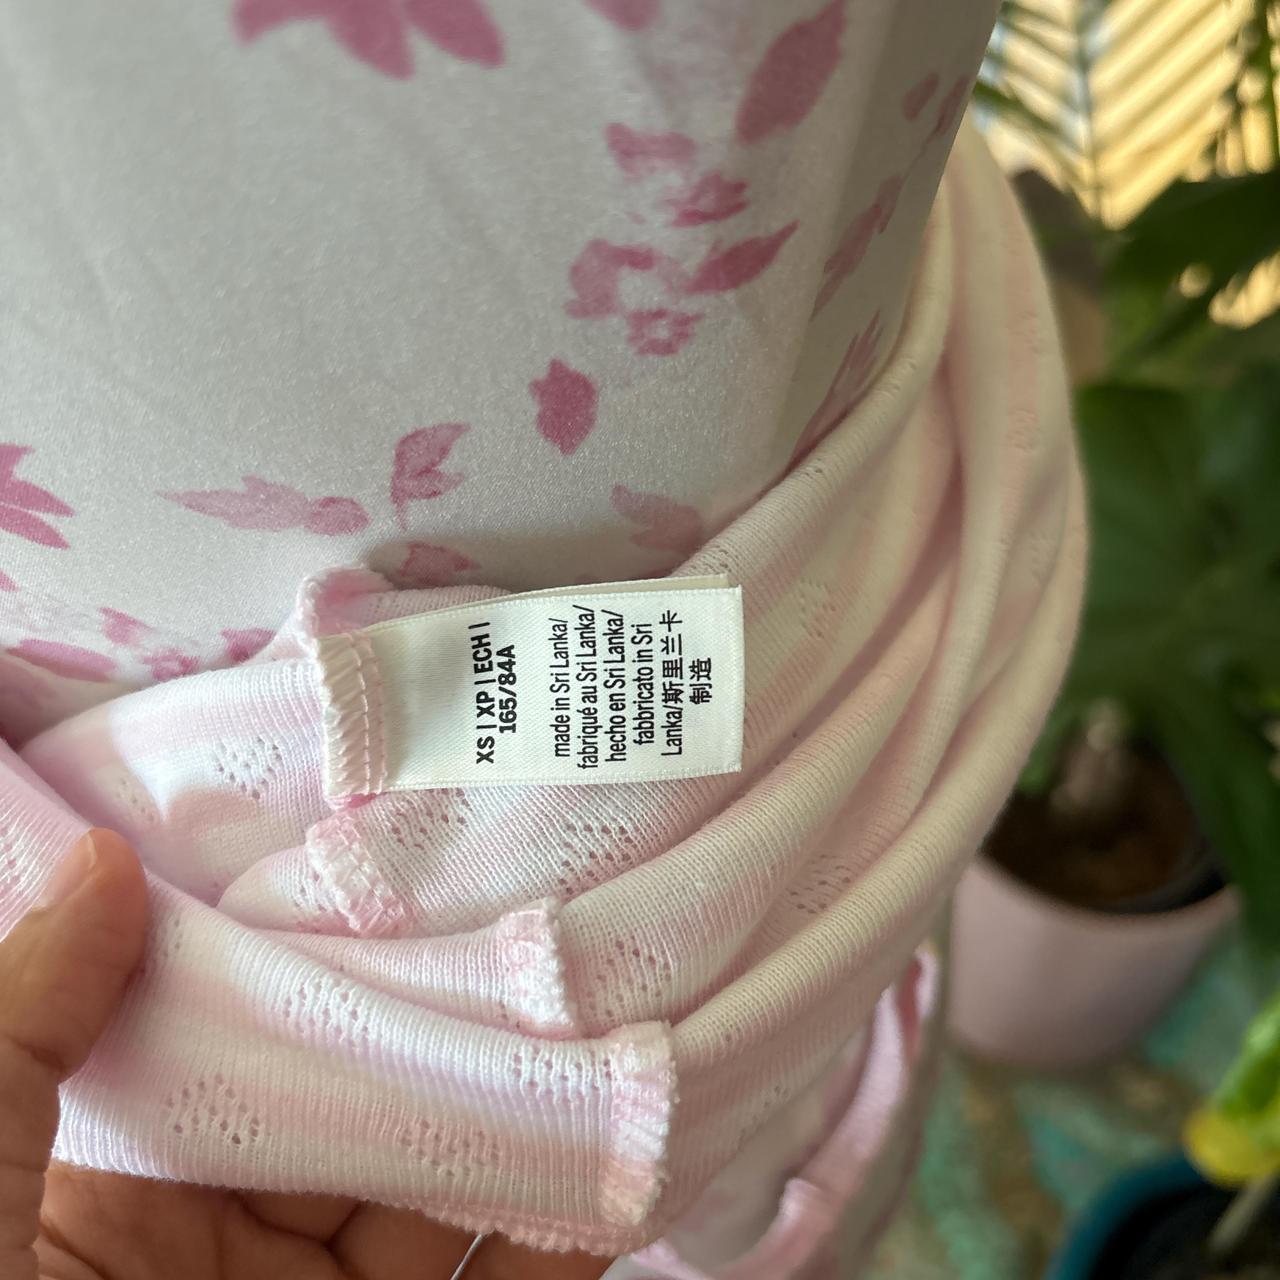 XS | XP | ECH |
165/84A
made in Sri Lanka/
fabriqué au Sri Lanka/
hecho en Sri Lanka/
fabbricato in Sri
Lanka/斯里兰卡
制造